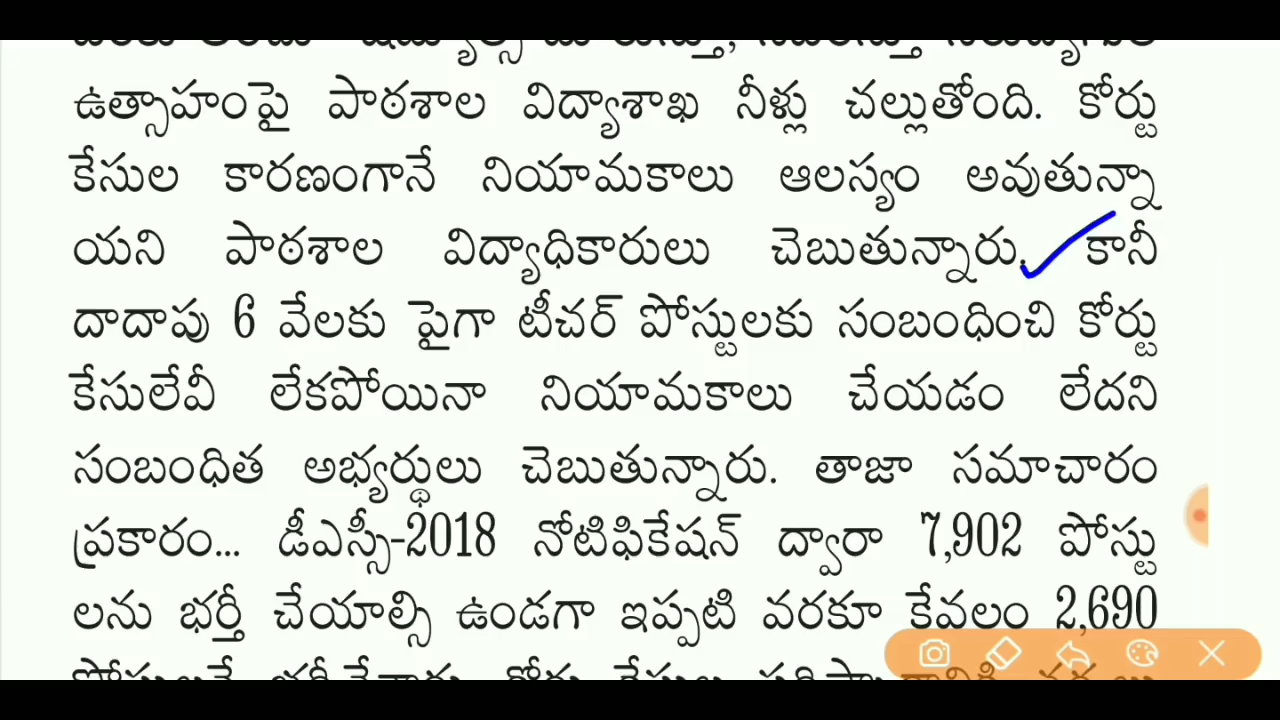 ఉత్సాహంపై పాఠశాల విద్యాశాఖ నీళ్లు చల్లుతోంది. కోర్టు
కేసుల కారణంగానే నియామకాలు ఆలస్యం అవుతున్నా
యని పాఠశాల విద్యాధికారులు చెబుతున్నారు. కానీ
దాదాపు 6 వేలకు పైగా టీచర్ పోస్టులకు సంబంధించి కోర్టు
కేసులేవీ లేకపోయినా నియామకాలు చేయడం లేదని
సంబంధిత అభ్యర్థులు చెబుతున్నారు. తాజా సమాచారం
ప్రకారం... డీఎస్సీ-2018 నోటిఫికేషన్ ద్వారా 7,902 పోస్టు
లను భర్తీ చేయాల్సి ఉండగా ఇప్పటి వరకూ కేవలం 2,690